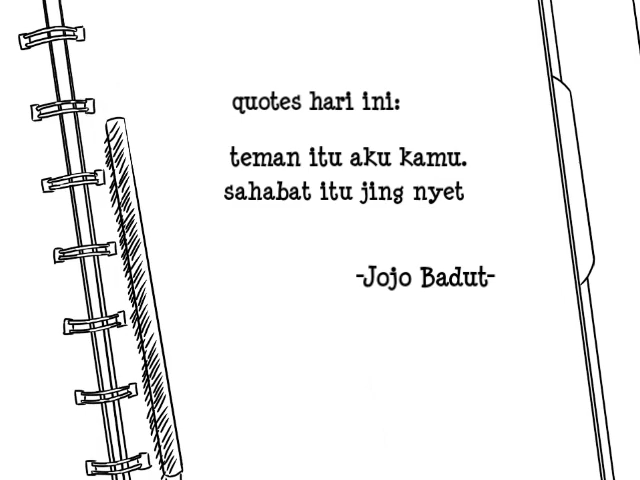 quotes hari ini:
teman itu aku kamu.
sahabat itu jing nyet
-Jojo Badut-